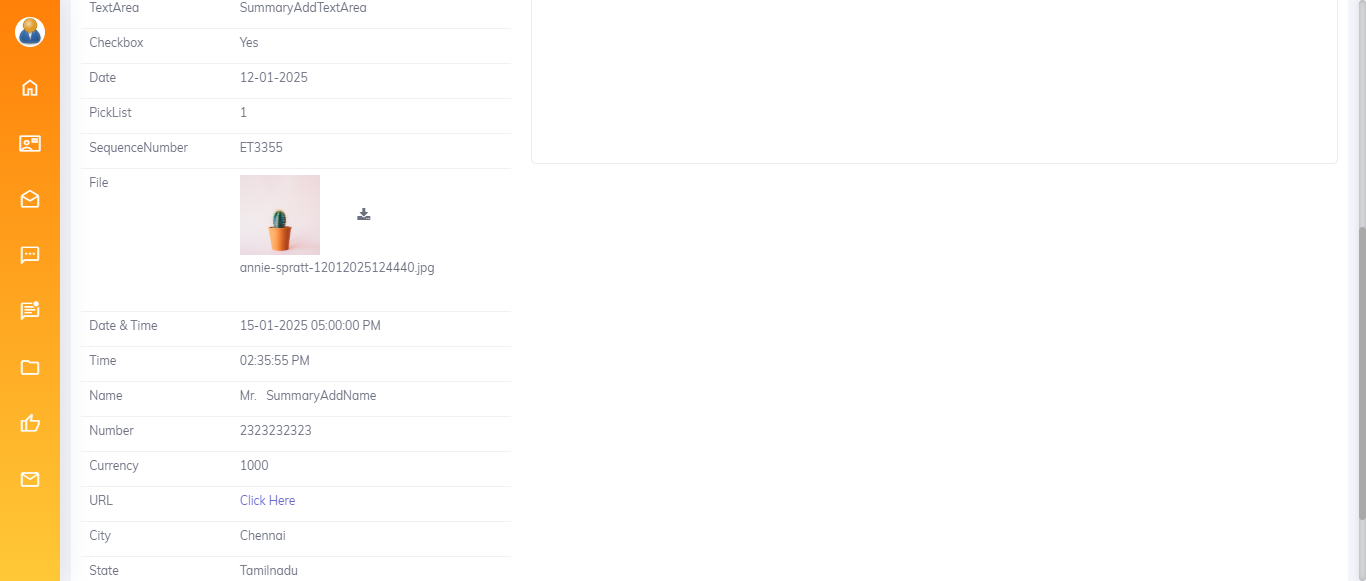 TextArea SummaryAddTextArea
Checkbox Yes
Date 12-01-2025
PickList 1
SequenceNumber ET3355
File
annie-spratt-12012025124440.jpg
Date & Time 15-01-2025 05:00:00 PM
Time 02:35:55 PM
Name Mr. SummaryAddName
Number 2323232323
Currency 1000
URL Click Here
City Chennai
State Tamilnadu